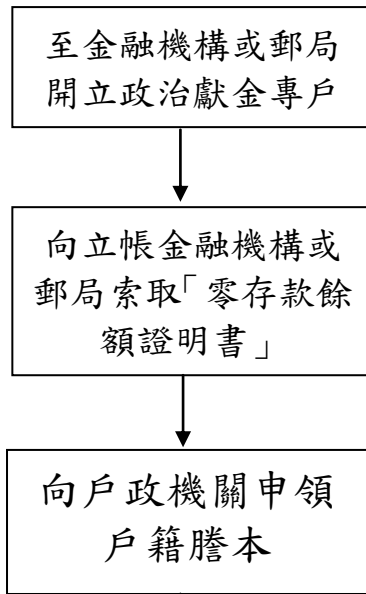 至金融機構或郵局
開立政治獻金專戶
向立帳金融機構或
郵局索取「零存款餘
額證明書」
向戶政機關申領
戶籍謄本